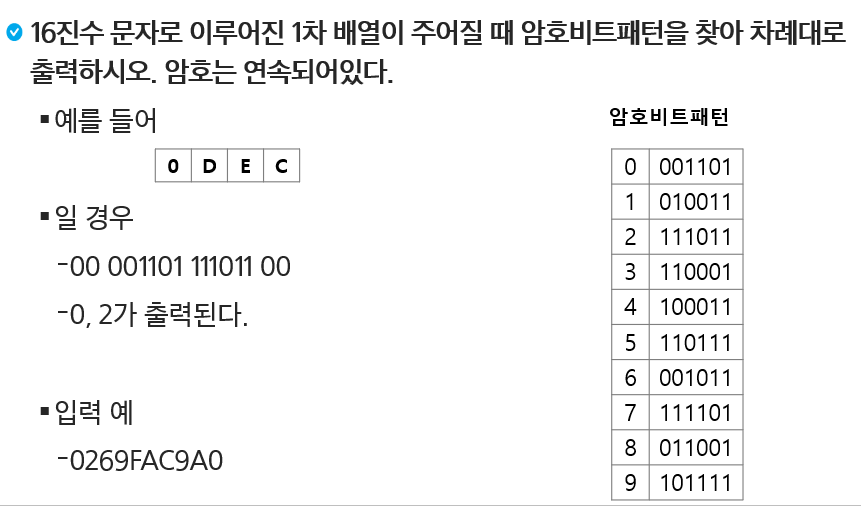 16진수 문자로 이루어진 1차 배열이 주어질 때 암호비트패턴을 찾아 차례대로
출력하시오. 암호는 연속되어있다.
▪예를 들어
0 D E C
▪일 경우
-00 001101 111011 00
-0, 2가 출력된다.
▪입력 예
-0269FAC9A0
암호비트패턴
0 001101
1 010011
2 111011
3 110001
4 100011
5 110111
6 001011
7 111101
8 011001
9 101111